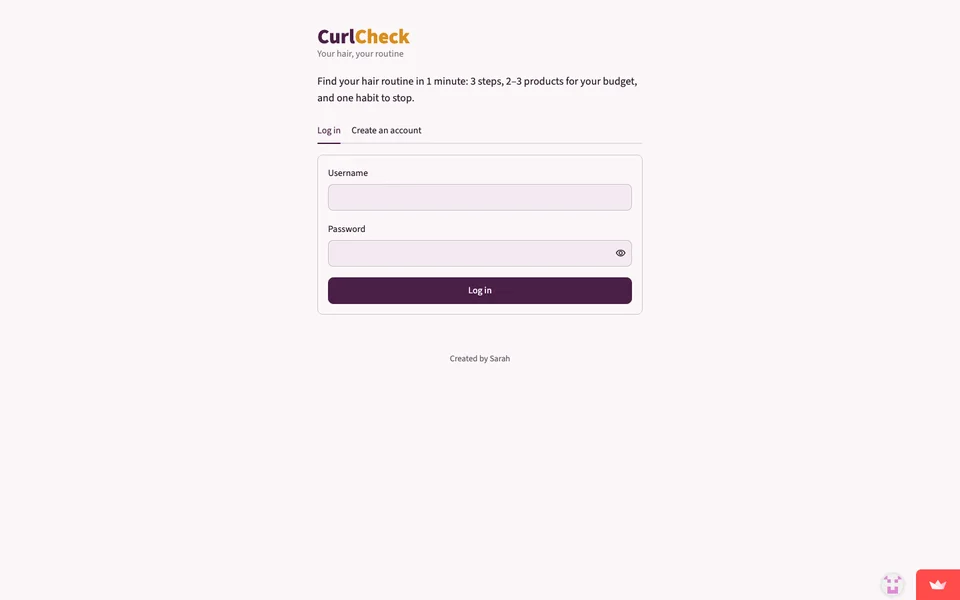 CurlCheck
Your hair, your routine
Find your hair routine in 1 minute: 3 steps, 2–3 products for your budget,
and one habit to stop.
Log in
Create an account
Username
Password
Log in
Created by Sarah